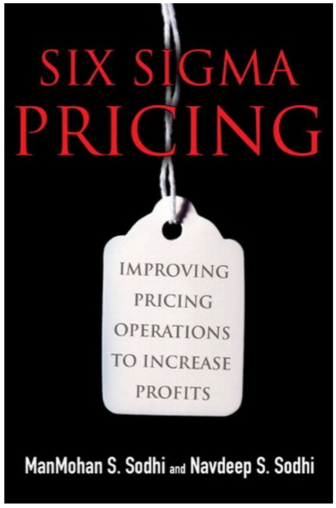 SIX SIGMA
PRICING
IMPROVING
PRICING
OPERATIONS
TO INCREASE
PROFITS
ManMohan S. Sodhi and Navdeep S. Sodhi